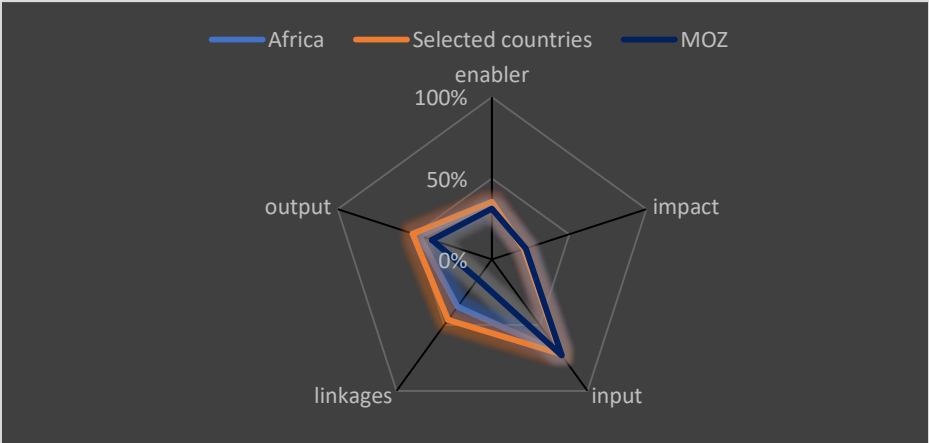 Africa Selected countries MOZ
enabler
100%
50%
output impact
0%
linkages input